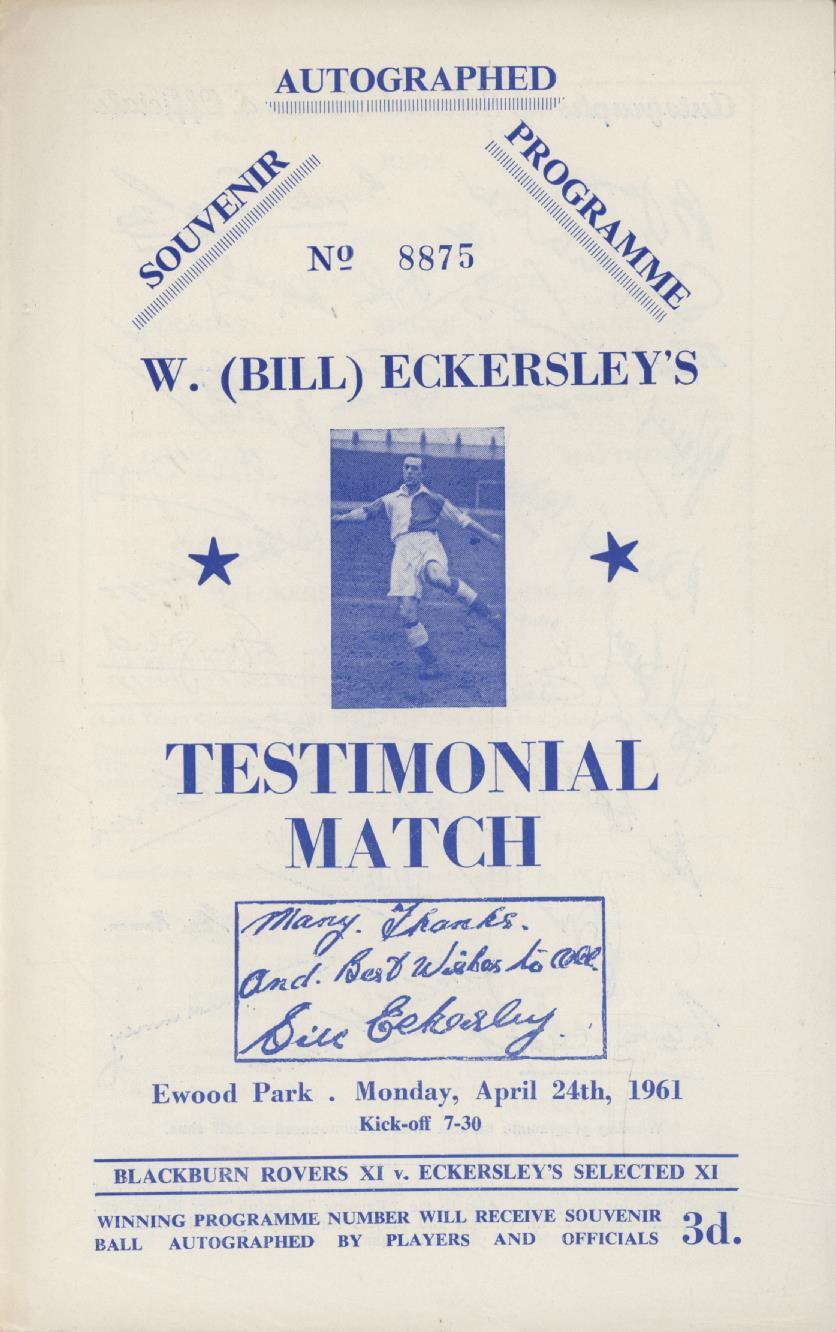 AUTOGRAPHED
SOUVENIR
PROGRAMME
Nº 8875
W. (BILL) ECKERSLEY'S
TESTIMONIAL
MATCH
Many. Thanks.
And. Best Wishes to all.
Bill Eckersley.
Ewood Park . Monday, April 24th, 1961
Kick-off 7-30
BLACKBURN ROVERS XI v. ECKERSLEY'S SELECTED XI
WINNING PROGRAMME NUMBER WILL RECEIVE SOUVENIR
BALL AUTOGRAPHED BY PLAYERS AND OFFICIALS 3d.